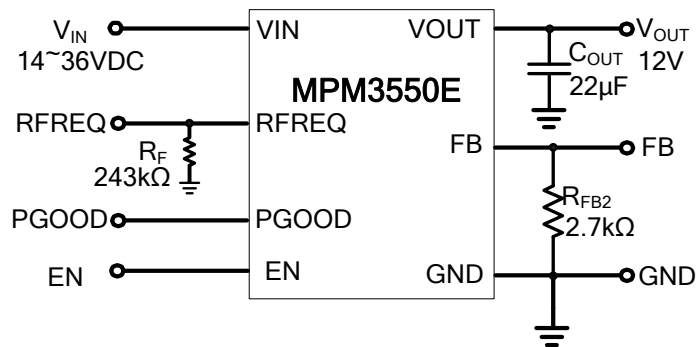 VIN
14~36VDC
VIN
VOUT
VOUT
12V
COUT
22µF
MPM3550E
RFREQ
RFREQ
RF
243kΩ
FB
FB
RFB2
2.7kΩ
PGOOD
PGOOD
EN
EN
GND
GND